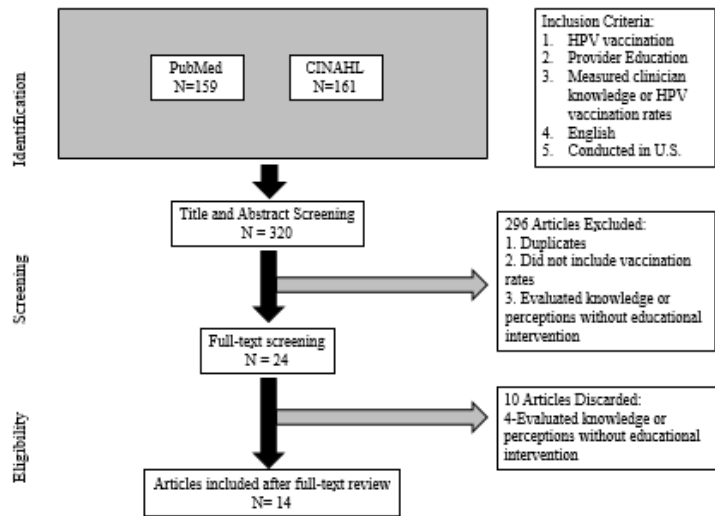 Identification
PubMed
N=159
CINAHL
N=161
Inclusion Criteria:
1. HPV vaccination
2. Provider Education
3. Measured clinician
knowledge or HPV
vaccination rates
4. English
5. Conducted in U.S.
Screening
Title and Abstract Screening
N = 320
296 Articles Excluded:
1. Duplicates
2. Did not include vaccination
rates
3. Evaluated knowledge or
perceptions without educational
intervention
Full-text screening
N = 24
Eligibility
10 Articles Discarded:
4-Evaluated knowledge or
perceptions without educational
intervention
Articles included after full-text review
N= 14